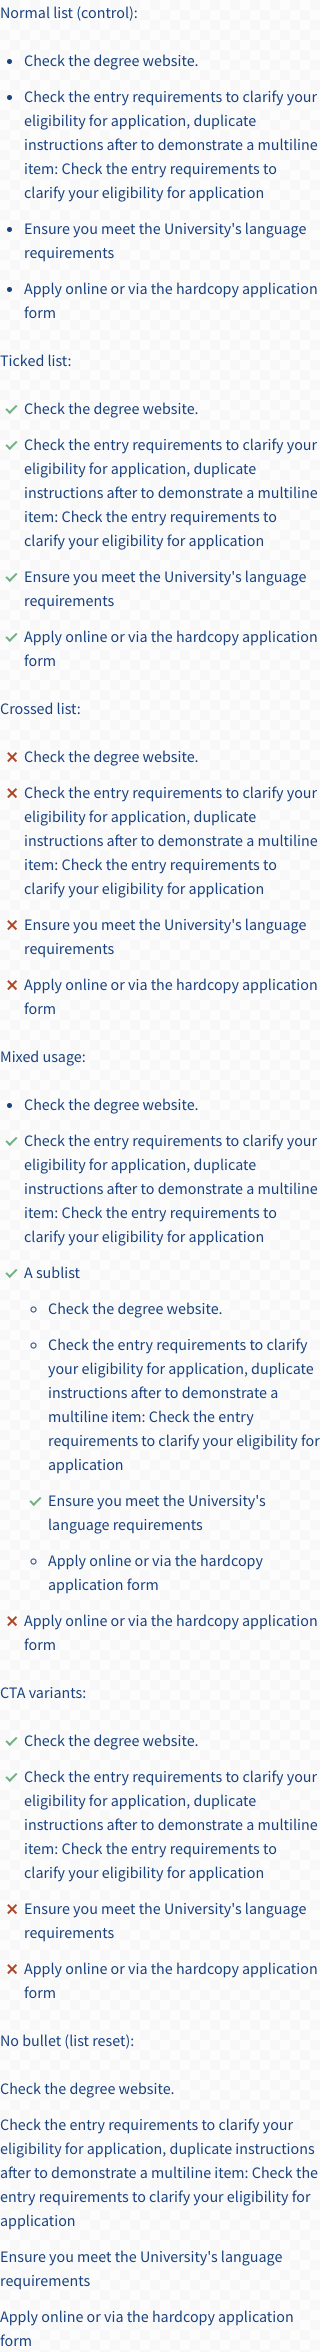 Normal list (control):
Check the degree website.
Check the entry requirements to clarify your
eligibility for application, duplicate
instructions after to demonstrate a multiline
item: Check the entry requirements to
clarify your eligibility for application
Ensure you meet the University's language
requirements
Apply online or via the hardcopy application
form
Ticked list:
Check the degree website.
Check the entry requirements to clarify your
eligibility for application, duplicate
instructions after to demonstrate a multiline
item: Check the entry requirements to
clarify your eligibility for application
Ensure you meet the University's language
requirements
Apply online or via the hardcopy application
form
Crossed list:
Check the degree website.
Check the entry requirements to clarify your
eligibility for application, duplicate
instructions after to demonstrate a multiline
item: Check the entry requirements to
clarify your eligibility for application
Ensure you meet the University's language
requirements
Apply online or via the hardcopy application
form
Mixed usage:
Check the degree website.
Check the entry requirements to clarify your
eligibility for application, duplicate
instructions after to demonstrate a multiline
item: Check the entry requirements to
clarify your eligibility for application
A sublist
Check the degree website.
Check the entry requirements to clarify
your eligibility for application, duplicate
instructions after to demonstrate a
multiline item: Check the entry
requirements to clarify your eligibility for
application
Ensure you meet the University's
language requirements
Apply online or via the hardcopy
application form
Apply online or via the hardcopy application
form
CTA variants:
Check the degree website.
Check the entry requirements to clarify your
eligibility for application, duplicate
instructions after to demonstrate a multiline
item: Check the entry requirements to
clarify your eligibility for application
Ensure you meet the University's language
requirements
Apply online or via the hardcopy application
form
No bullet (list reset):
Check the degree website.
Check the entry requirements to clarify your
eligibility for application, duplicate instructions
after to demonstrate a multiline item: Check the
entry requirements to clarify your eligibility for
application
Ensure you meet the University's language
requirements
Apply online or via the hardcopy application
form